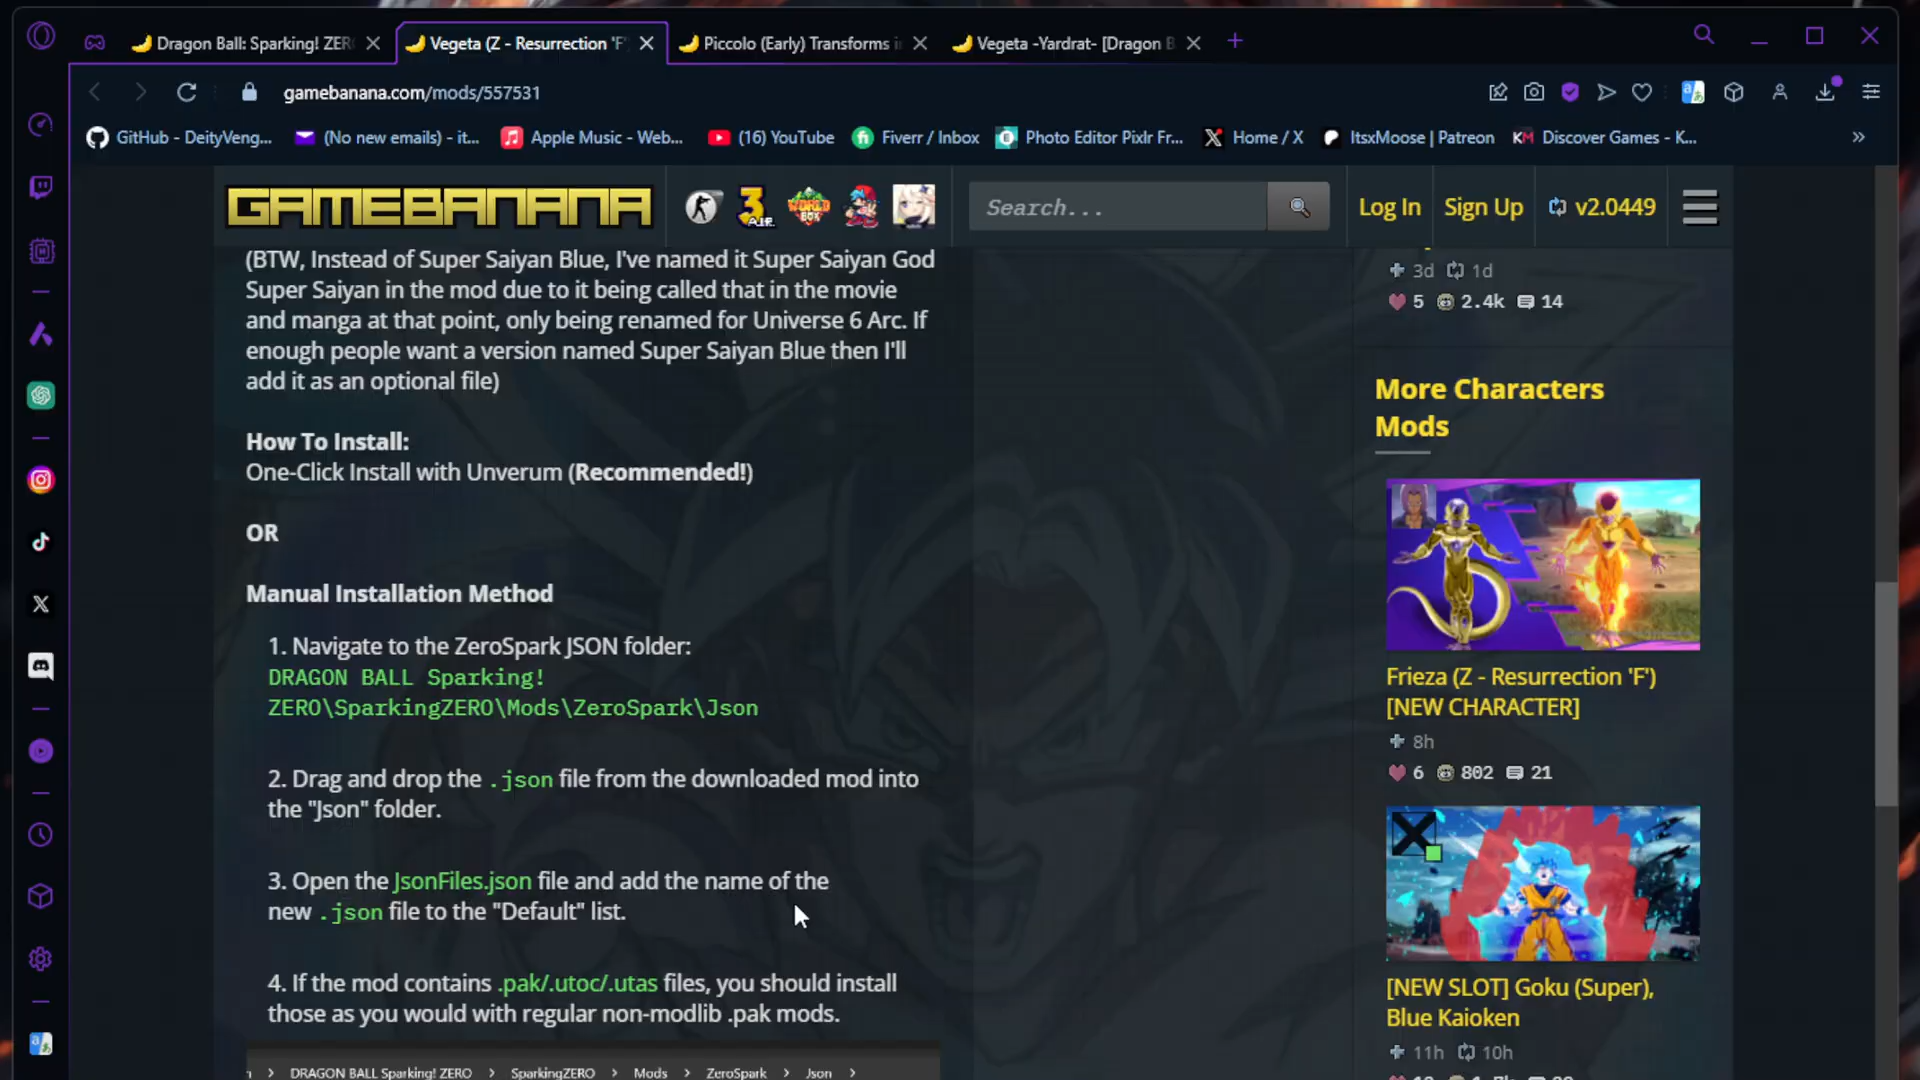 Dragon Ball: Sparking! ZER
Vegeta (Z - Resurrection 'F'
Piccolo (Early) Transforms i
Vegeta -Yardrat- [Dragon B
gamebanana.com/mods/557531
GitHub - DeityVeng...
(No new emails) - it...
Apple Music - Web...
(16) YouTube
Fiverr / Inbox
Photo Editor Pixlr Fr...
Home / X
ItsxMoose | Patreon
KM Discover Games - K...
GAMEBANANA
3 A.I.R.
WORLD BOX
Search...
Log In
Sign Up
v2.0449
(BTW, Instead of Super Saiyan Blue, I've named it Super Saiyan God
Super Saiyan in the mod due to it being called that in the movie
and manga at that point, only being renamed for Universe 6 Arc. If
enough people want a version named Super Saiyan Blue then I'll
add it as an optional file)
How To Install:
One-Click Install with Unverum (Recommended!)
OR
Manual Installation Method
1. Navigate to the ZeroSpark JSON folder:
DRAGON BALL Sparking!
ZERO\SparkingZERO\Mods\ZeroSpark\Json
2. Drag and drop the .json file from the downloaded mod into
the "Json" folder.
3. Open the JsonFiles.json file and add the name of the
new .json file to the "Default" list.
4. If the mod contains .pak/.utoc/.utas files, you should install
those as you would with regular non-modlib .pak mods.
> DRAGON BALL Sparking! ZERO > SparkingZERO > Mods > ZeroSpark > Json >
3d 1d
5 2.4k 14
More Characters
Mods
Frieza (Z - Resurrection 'F')
[NEW CHARACTER]
8h
6 802 21
[NEW SLOT] Goku (Super),
Blue Kaioken
11h 10h